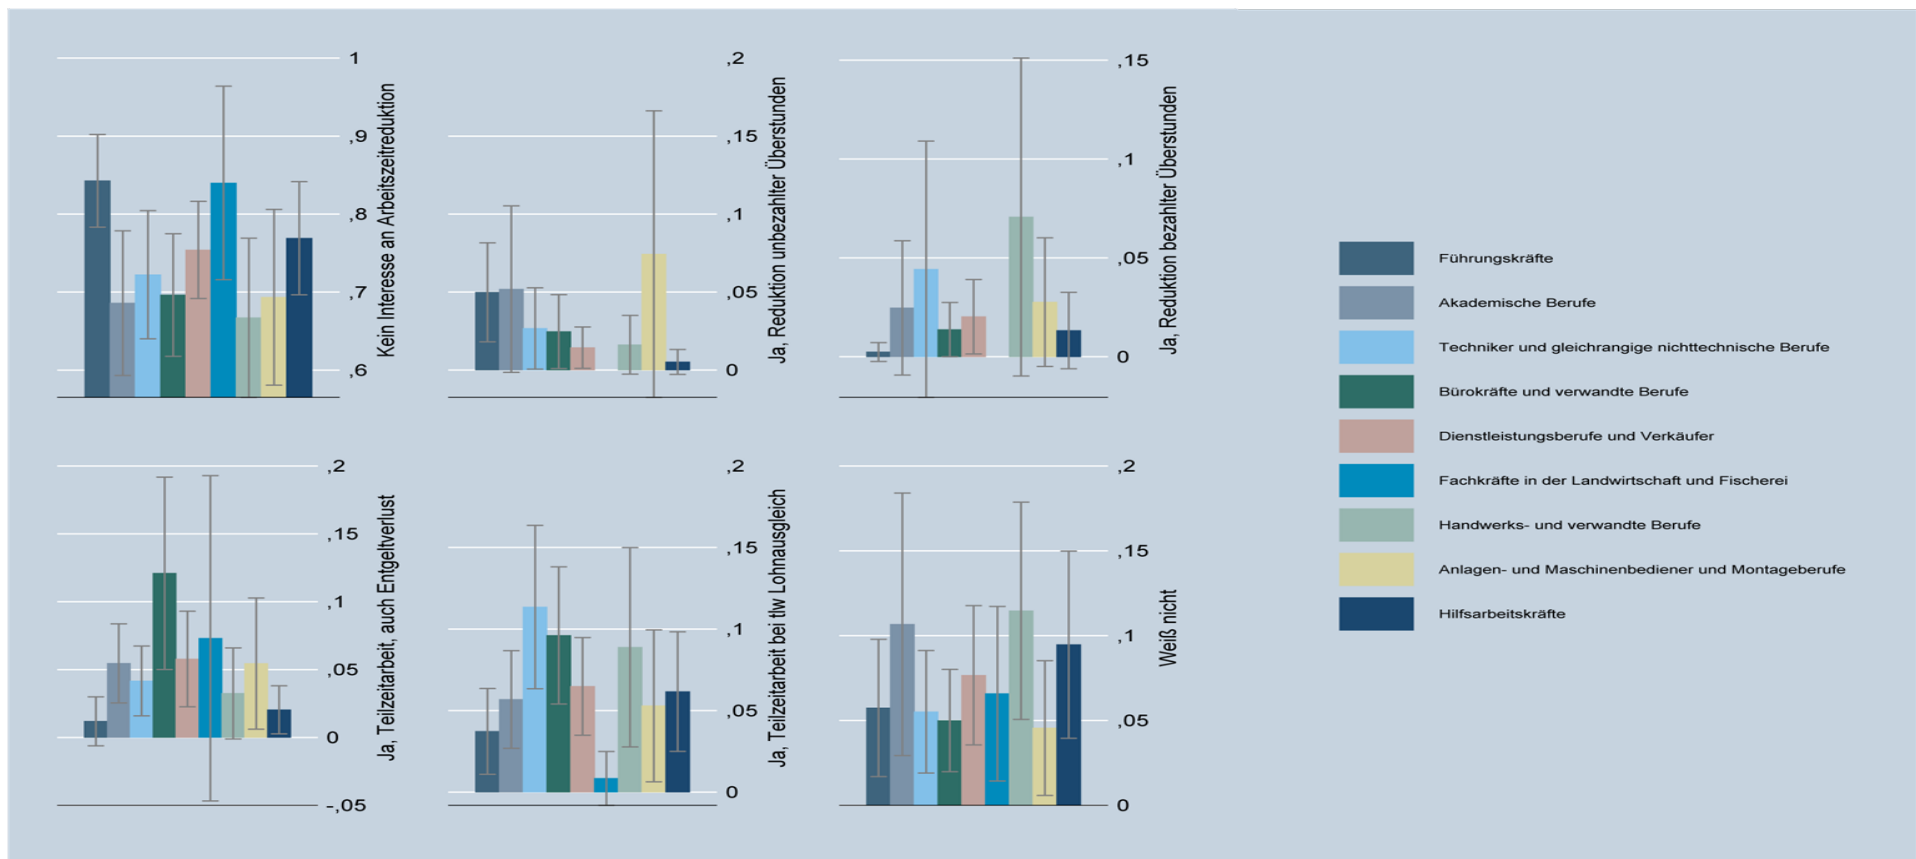 1
,9
,8
,7
,6
Kein Interesse an Arbeitszeitreduktion
,2
,15
,1
,05
0
Ja, Reduktion unbezahlter Überstunden
,15
,1
,05
0
Ja, Reduktion bezahlter Überstunden
,2
,15
,1
,05
0
-,05
Ja, Teilzeitarbeit, auch Entgeltverlust
,2
,15
,1
,05
0
Ja, Teilzeitarbeit bei tlw Lohnausgleich
,2
,15
,1
,05
0
Weiß nicht
Führungskräfte
Akademische Berufe
Techniker und gleichrangige nichttechnische Berufe
Bürokräfte und verwandte Berufe
Dienstleistungsberufe und Verkäufer
Fachkräfte in der Landwirtschaft und Fischerei
Handwerks- und verwandte Berufe
Anlagen- und Maschinenbediener und Montageberufe
Hilfsarbeitskräfte